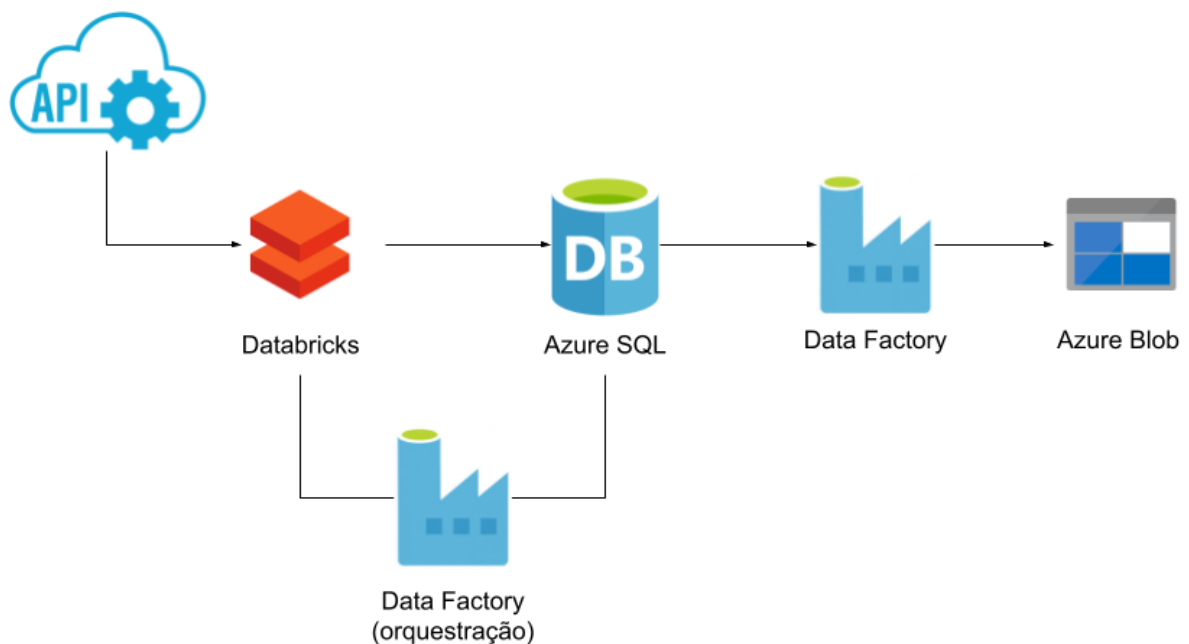 API
DB
Databricks
Azure SQL
Data Factory
Azure Blob
Data Factory
(orquestração)